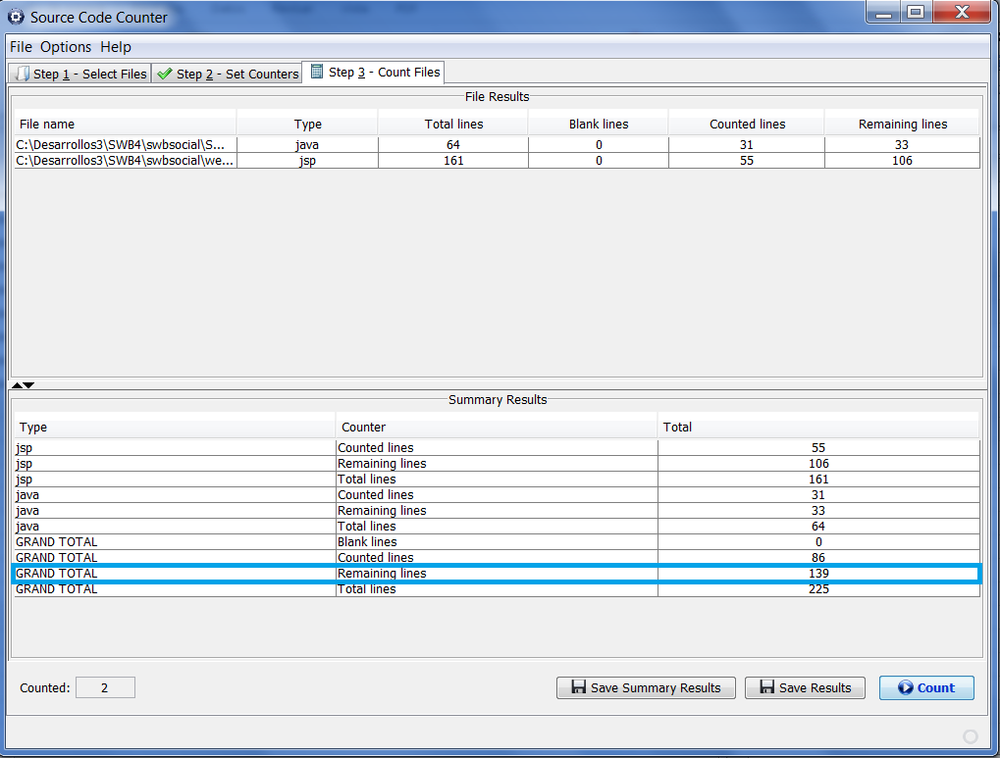 Source Code Counter
File Options Help
Step 1 - Select Files Step 2 - Set Counters Step 3 - Count Files
File Results
File name Type Total lines Blank lines Counted lines Remaining lines
C:\Desarrollos3\SWB4\swbsocial\S... java 64 0 31 33
C:\Desarrollos3\SWB4\swbsocial\we... jsp 161 0 55 106
Summary Results
Type Counter Total
jsp Counted lines 55
jsp Remaining lines 106
jsp Total lines 161
java Counted lines 31
java Remaining lines 33
java Total lines 64
GRAND TOTAL Blank lines 0
GRAND TOTAL Counted lines 86
GRAND TOTAL Remaining lines 139
GRAND TOTAL Total lines 225
Counted: 2 Save Summary Results Save Results Count